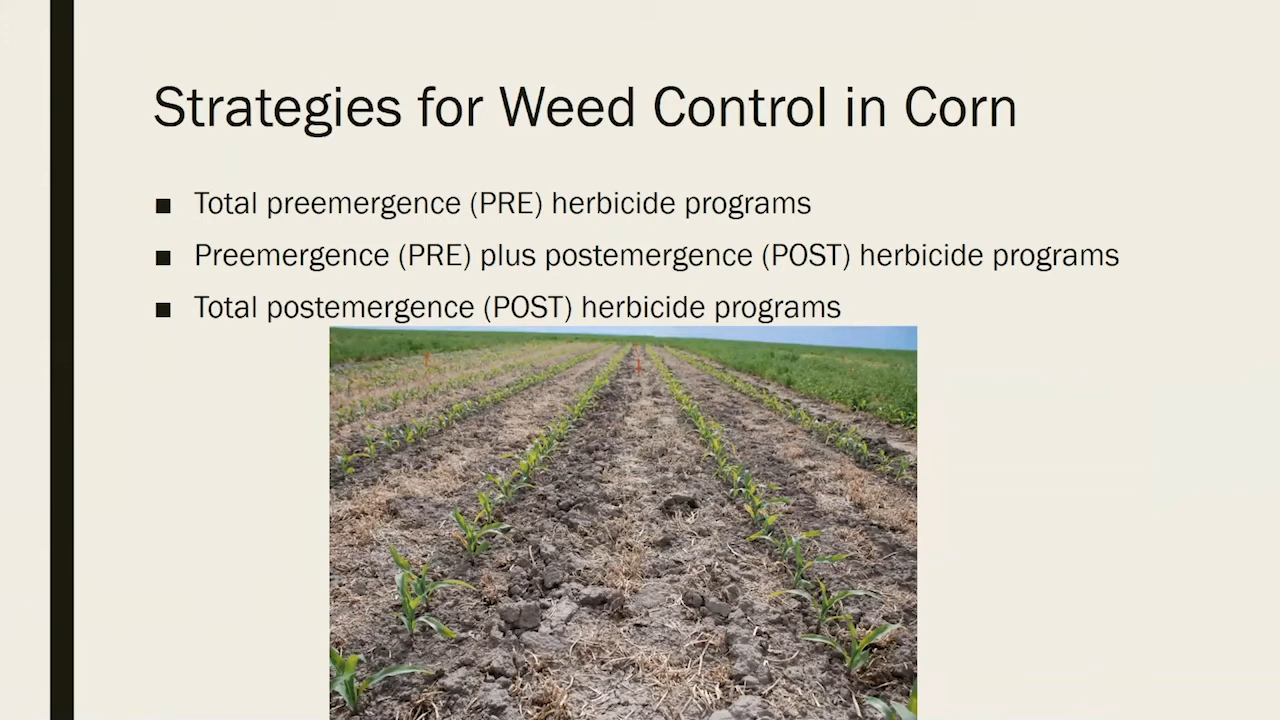 Strategies for Weed Control in Corn
■ Total preemergence (PRE) herbicide programs
■ Preemergence (PRE) plus postemergence (POST) herbicide programs
■ Total postemergence (POST) herbicide programs